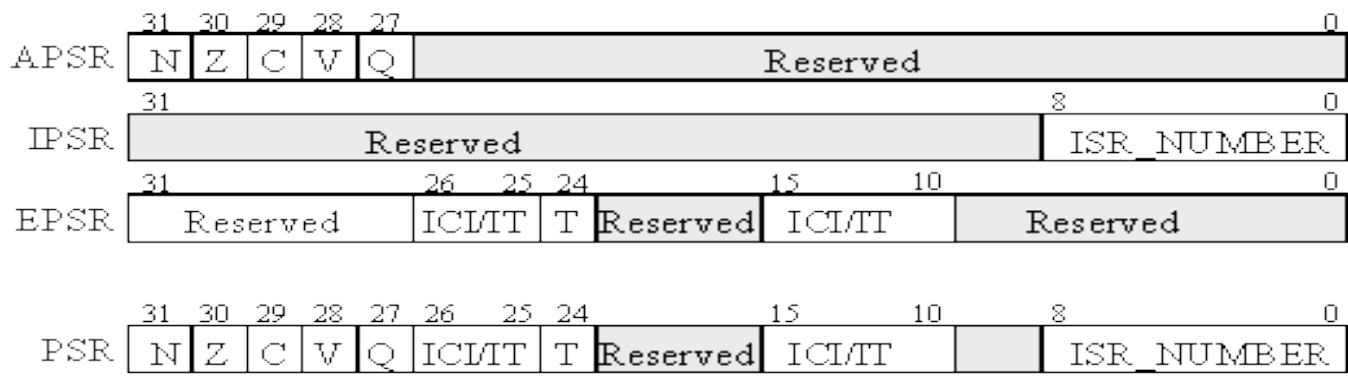 31 30 29 28 27 0
APSR N Z C V Q Reserved
31 8 0
IPSR Reserved ISR_NUMBER
31 26 25 24 15 10 0
EPSR Reserved ICI/IT T Reserved ICI/IT Reserved
31 30 29 28 27 26 25 24 15 10 8 0
PSR N Z C V Q ICI/IT T Reserved ICI/IT ISR_NUMBER